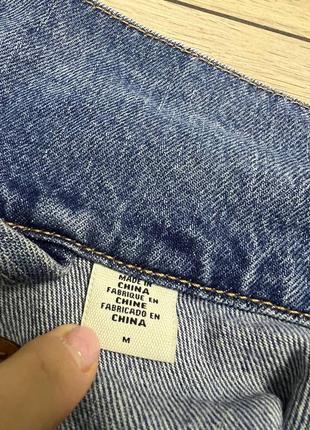 MADE IN
CHINA
FABRIQUE EN
CHINE
FABRICADO EN
CHINA
M